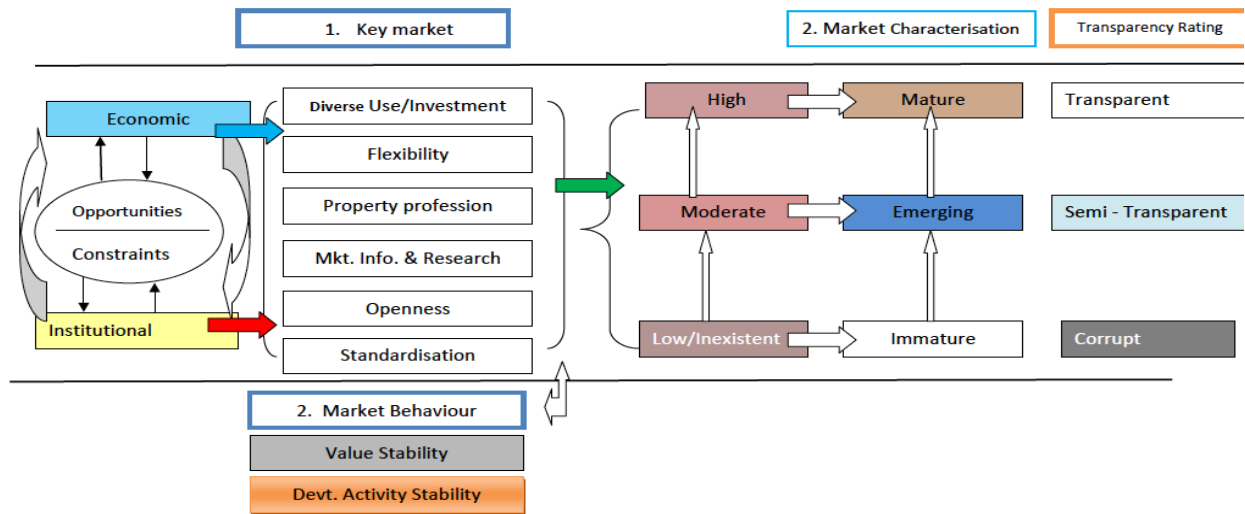 1. Key market
2. Market Characterisation
Transparency Rating
Economic
Opportunities
Constraints
Institutional
Diverse Use/Investment
Flexibility
Property profession
Mkt. Info. & Research
Openness
Standardisation
High
Mature
Transparent
Moderate
Emerging
Semi - Transparent
Low/Inexistent
Immature
Corrupt
2. Market Behaviour
Value Stability
Devt. Activity Stability